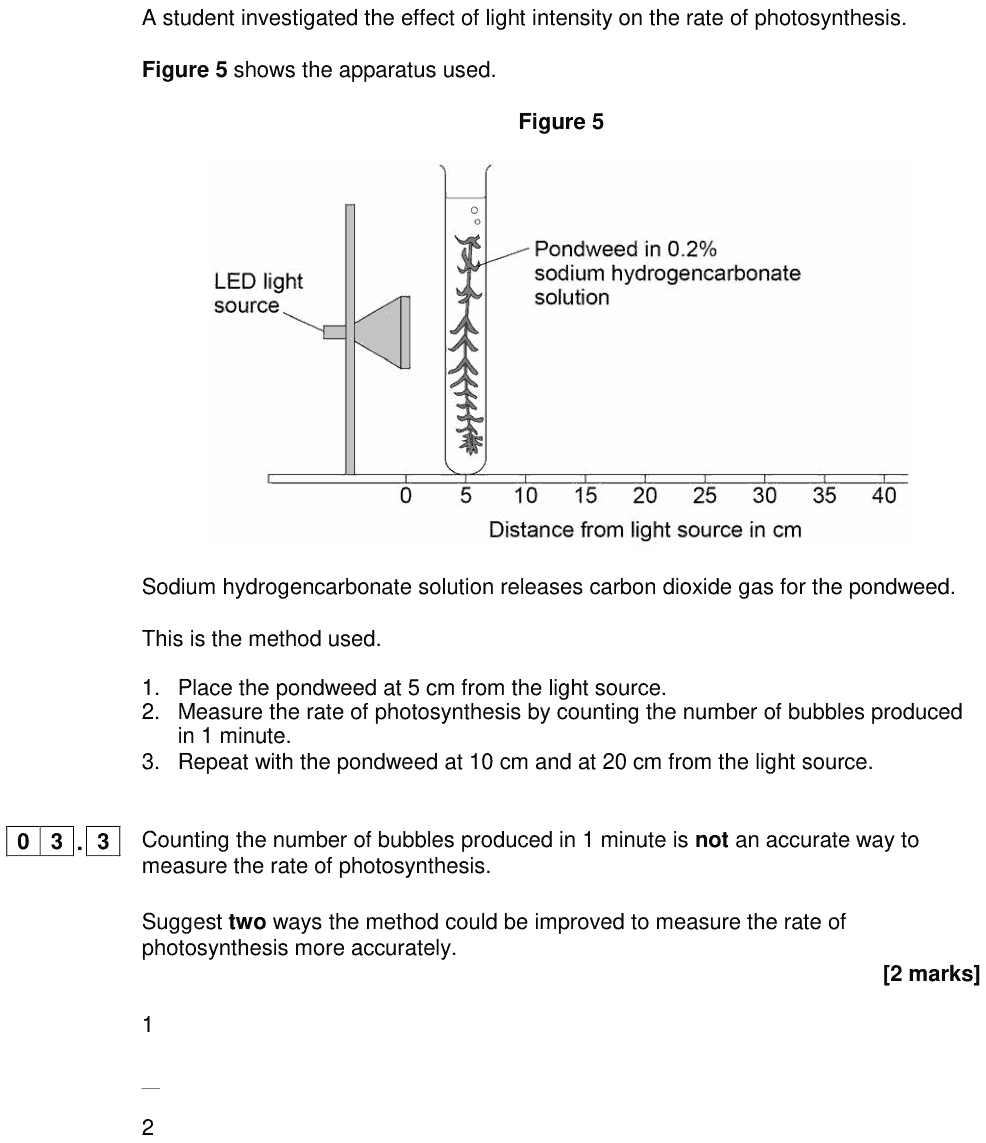 A student investigated the effect of light intensity on the rate of photosynthesis.
Figure 5 shows the apparatus used.
Figure 5
LED light
source
Pondweed in 0.2%
sodium hydrogencarbonate
solution
0 5 10 15 20 25 30 35 40
Distance from light source in cm
Sodium hydrogencarbonate solution releases carbon dioxide gas for the pondweed.
This is the method used.
1. Place the pondweed at 5 cm from the light source.
2. Measure the rate of photosynthesis by counting the number of bubbles produced
in 1 minute.
3. Repeat with the pondweed at 10 cm and at 20 cm from the light source.
0 3 . 3 Counting the number of bubbles produced in 1 minute is not an accurate way to
measure the rate of photosynthesis.
Suggest two ways the method could be improved to measure the rate of
photosynthesis more accurately.
[2 marks]
1
2